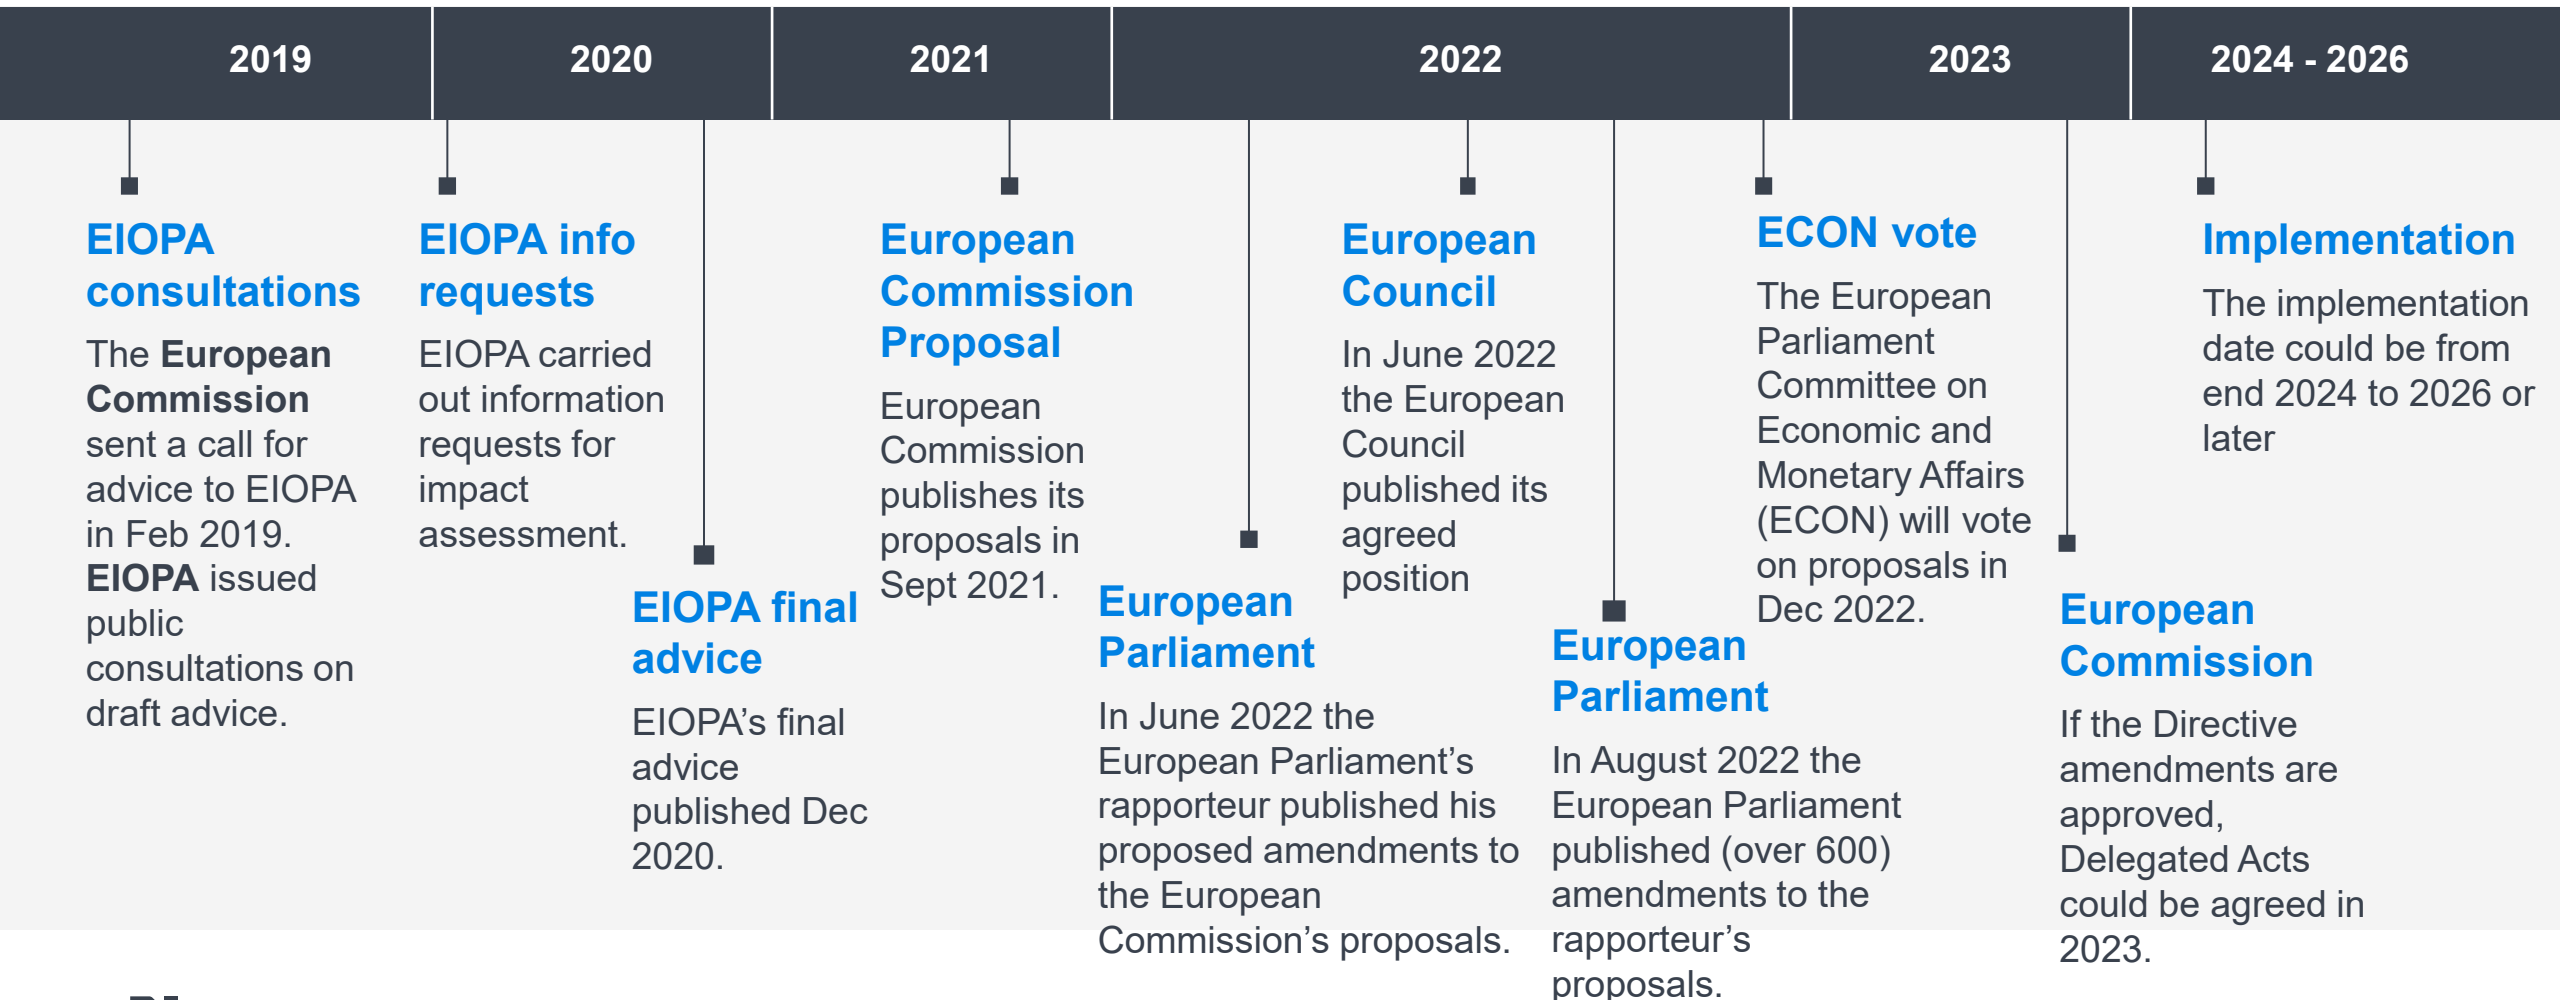 2019
2020
2021
2022
2023
2024 - 2026
EIOPA
consultations
The European
Commission
sent a call for
advice to EIOPA
in Feb 2019.
EIOPA issued
public
consultations on
draft advice.
EIOPA info
requests
EIOPA carried
out information
requests for
impact
assessment.
EIOPA final
advice
EIOPA’s final
advice
published Dec
2020.
European
Commission
Proposal
European
Commission
publishes its
proposals in
Sept 2021.
European
Parliament
In June 2022 the
European Parliament’s
rapporteur published his
proposed amendments to
the European
Commission’s proposals.
European
Council
In June 2022
the European
Council
published its
agreed
position
European
Parliament
In August 2022 the
European Parliament
published (over 600)
amendments to the
rapporteur’s
proposals.
ECON vote
The European
Parliament
Committee on
Economic and
Monetary Affairs
(ECON) will vote
on proposals in
Dec 2022.
European
Commission
If the Directive
amendments are
approved,
Delegated Acts
could be agreed in
2023.
Implementation
The implementation
date could be from
end 2024 to 2026 or
later